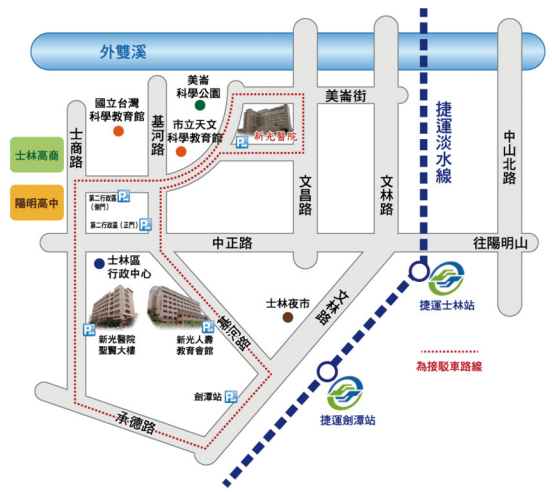 外雙溪
美崙
科學公園
美崙街
國立台灣
科學教育館
市立天文
科學教育館
新光醫院
P
士商路
基河路
捷運淡水線
中山北路
士林高商
陽明高中
第二行政區
(側門)
P
第二行政區(正門)
P
文昌路
文林路
中正路
往陽明山
士林區
行政中心
士林夜市
文林路
捷運士林站
P
新光醫院
聖賢大樓
P
新光人壽
教育會館
基河路
為接駁車路線
劍潭站
P
捷運劍潭站
承德路